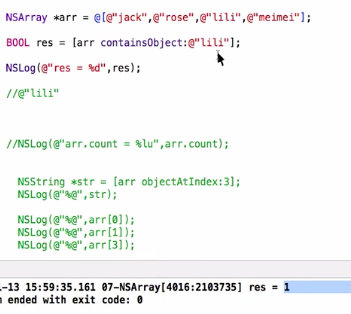 NSArray *arr = @[@"jack",@"rose",@"lili",@"meimei"];
BOOL res = [arr containsObject:@"lili"];
NSLog(@"res = %d",res);
//@"lili"
//NSLog(@"arr.count = %lu",arr.count);
NSString *str = [arr objectAtIndex:3];
NSLog(@"%@",str);
NSLog(@"%@",arr[0]);
NSLog(@"%@",arr[1]);
NSLog(@"%@",arr[3]);
-13 15:59:35.161 07-NSArray[4016:2103735] res = 1
ended with exit code: 0